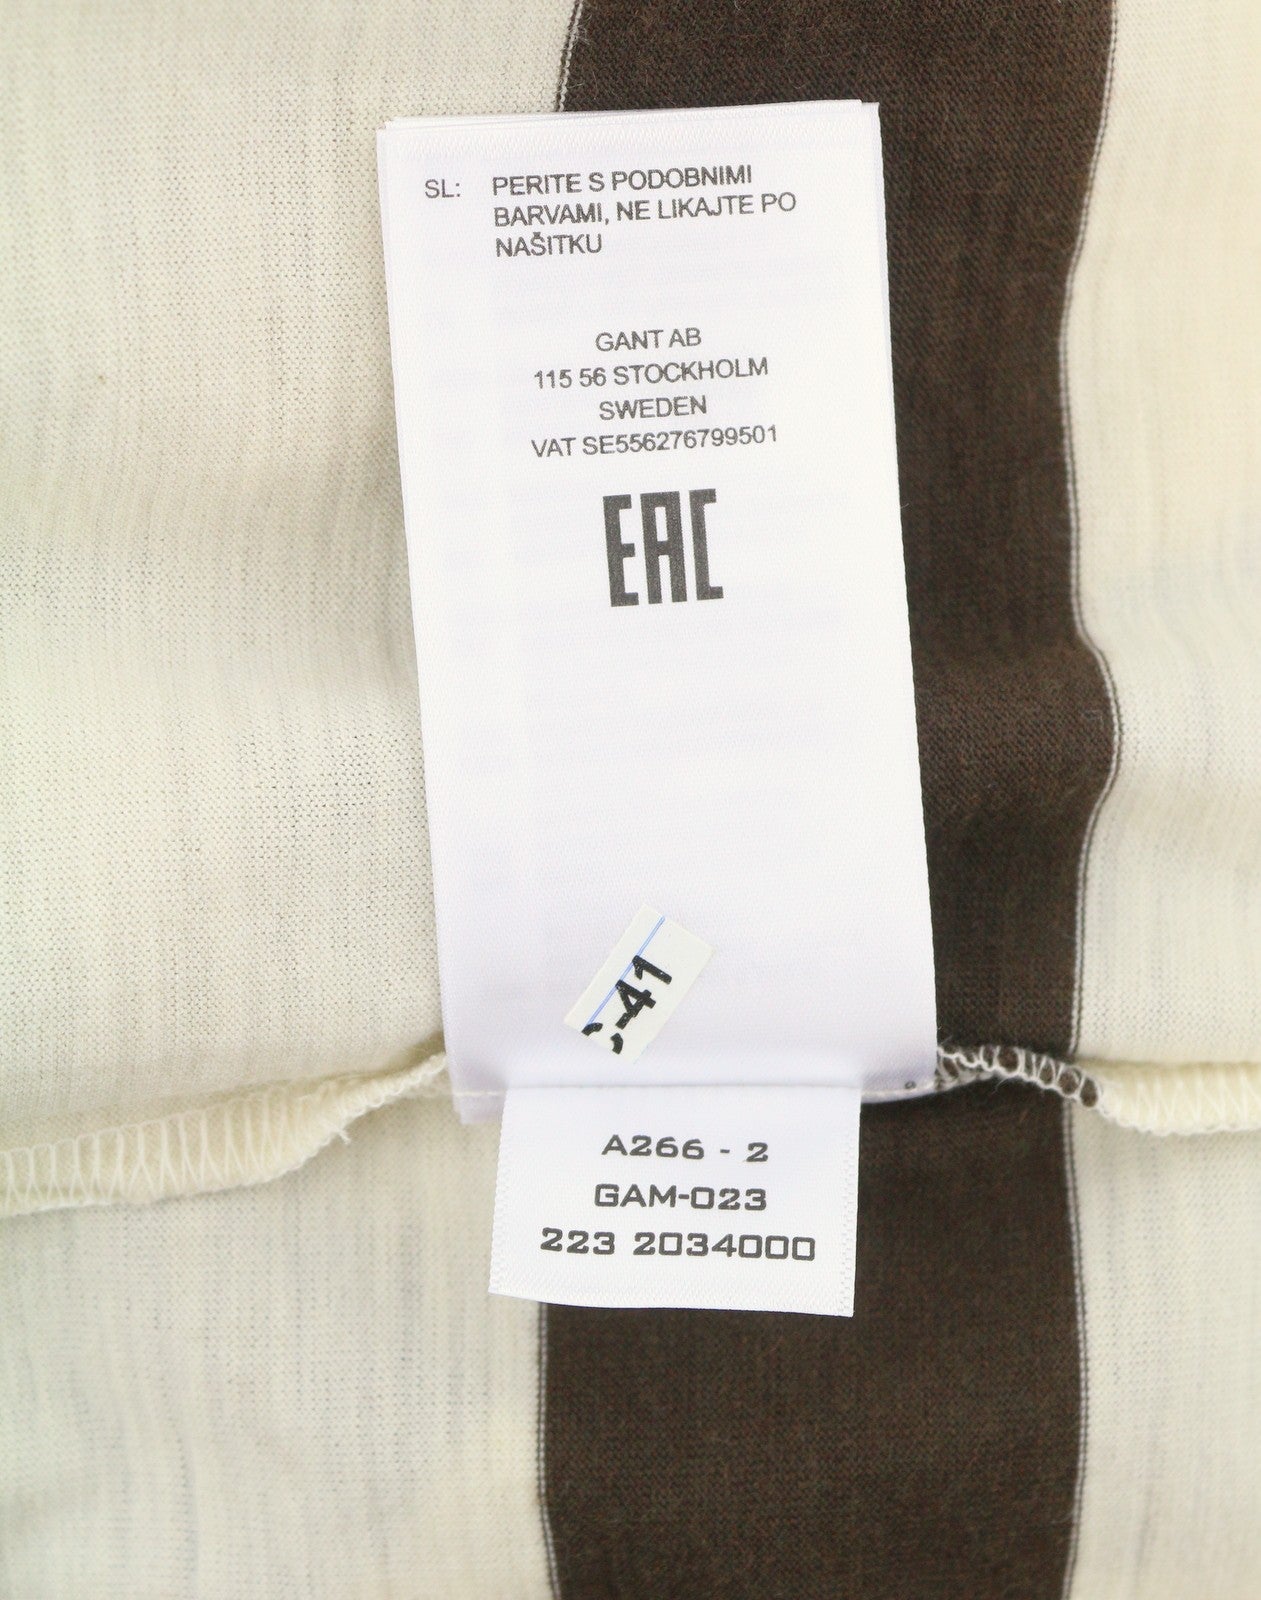 SL: PERITE S PODOBNIMI
BARVAMI, NE LIKAJTE PO
NAŠITKU
GANT AB
115 56 STOCKHOLM
SWEDEN
VAT SE556276799501
EAC
-41
A266 - 2
GAM-023
223 2034000